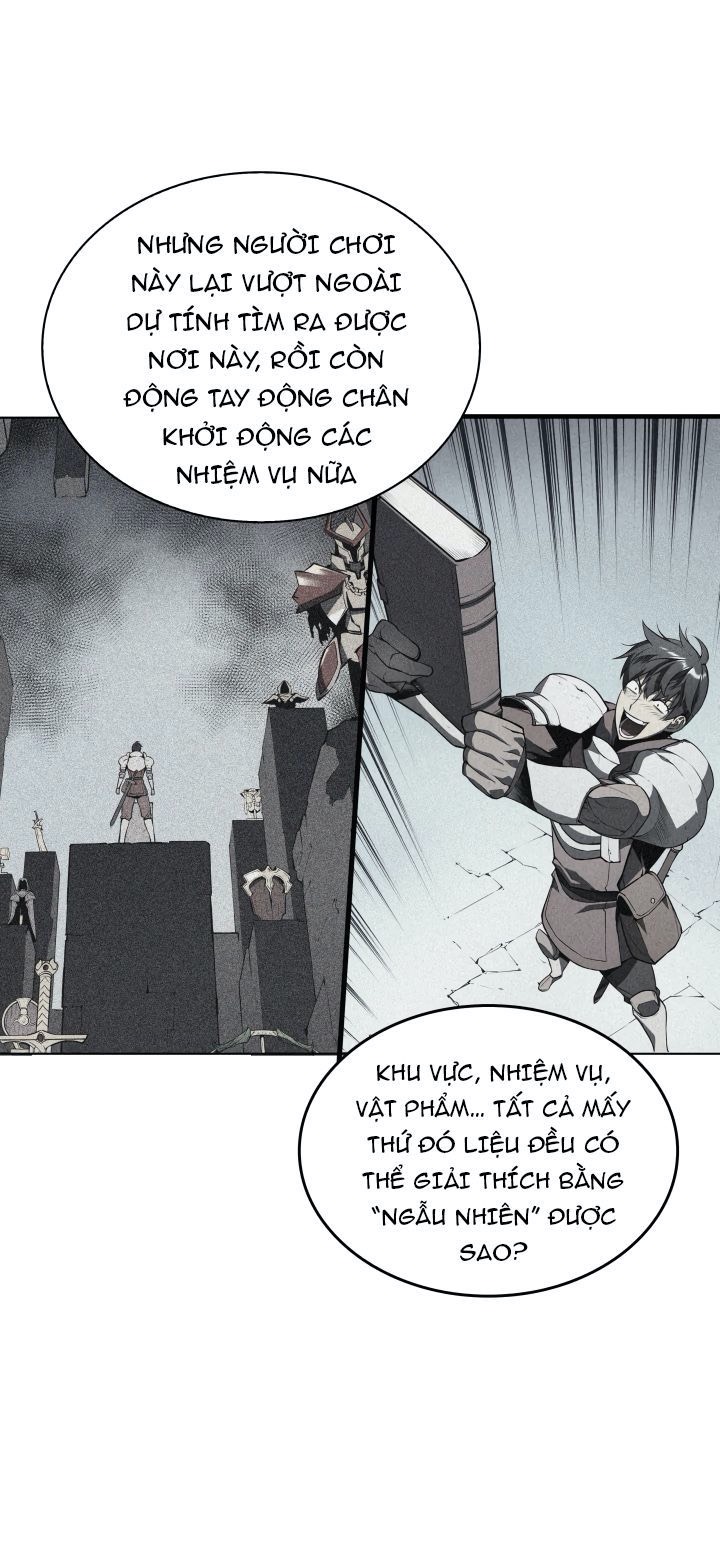 NHƯNG NGƯỜI CHƠI
NÀY LẠI VƯỢT NGOÀI
DỰ TÍNH TÌM RA ĐƯỢC
NƠI NÀY, RỒI CÒN
ĐỘNG TAY ĐỘNG CHÂN
KHỞI ĐỘNG CÁC
NHIỆM VỤ NỮA
KHU VỰC, NHIỆM VỤ,
VẬT PHẨM... TẤT CẢ MẤY
THỨ ĐÓ LIỆU ĐỀU CÓ
THỂ GIẢI THÍCH BẰNG
“NGẪU NHIÊN” ĐƯỢC
SAO?